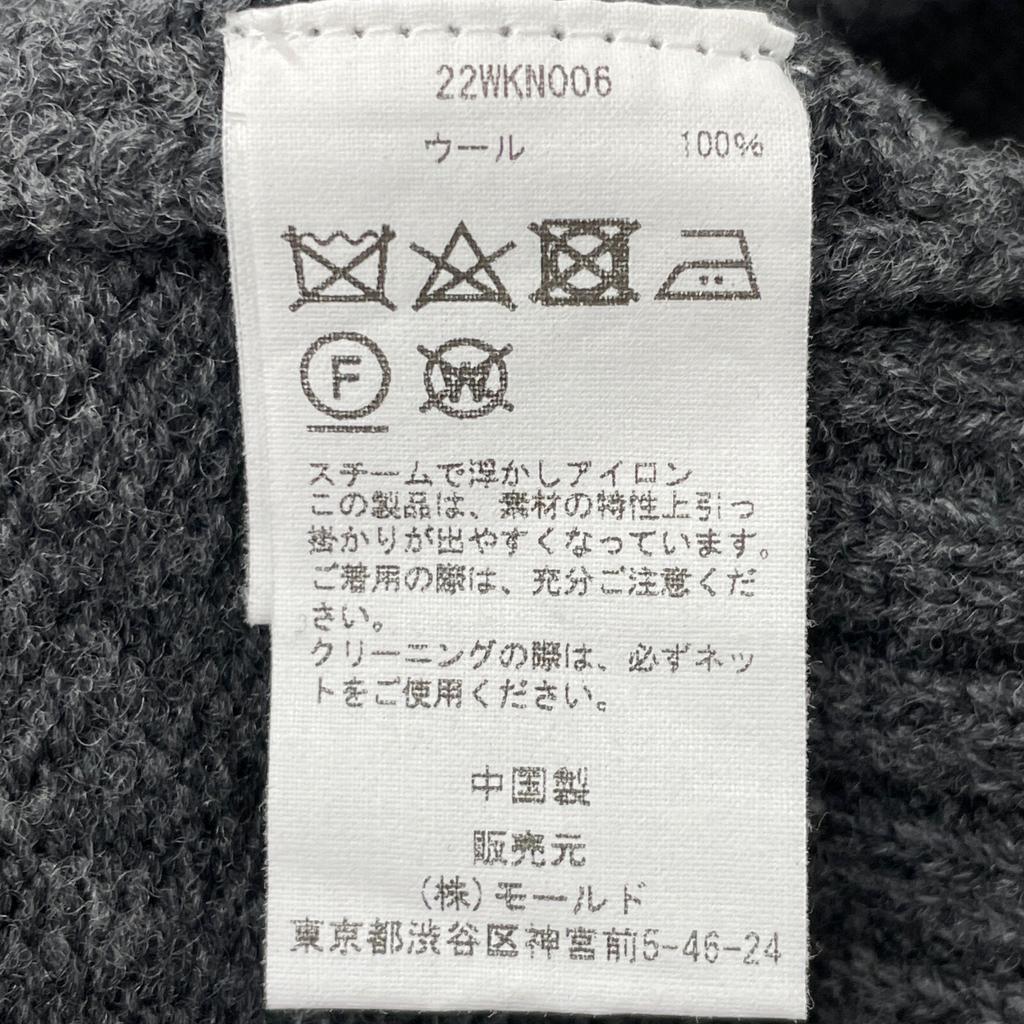 22WKN006
ウール 100%
F
W
スチームで浮かしアイロン
この製品は、素材の特性上引っ
掛かりが出やすくなっています。
ご着用の際は、充分ご注意くだ
さい。
クリーニングの際は、必ずネッ
トをご使用ください。
中国製
販売元
(株)モールド
東京都渋谷区神宮前5-46-24